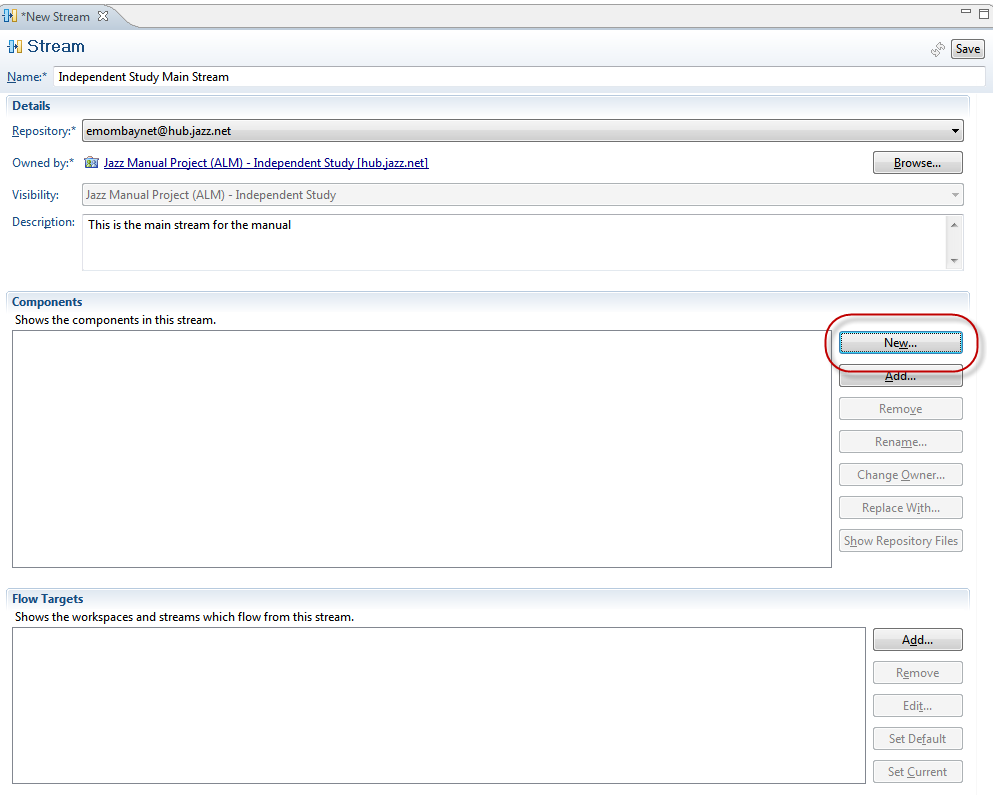 *New Stream
Stream
Save
Name:* Independent Study Main Stream
Details
Repository:* emombaynet@hub.jazz.net
Owned by:* Jazz Manual Project (ALM) - Independent Study [hub.jazz.net] Browse...
Visibility: Jazz Manual Project (ALM) - Independent Study
Description: This is the main stream for the manual
Components
Shows the components in this stream.
New...
Add...
Remove
Rename...
Change Owner...
Replace With...
Show Repository Files
Flow Targets
Shows the workspaces and streams which flow from this stream.
Add...
Remove
Edit...
Set Default
Set Current